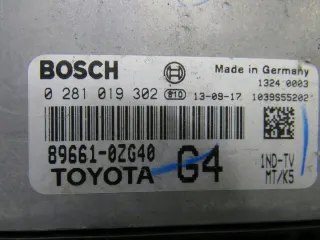 BOSCH Made in Germany
1324 0003
0 281 019 302 810 13-09-17 1039S55202
89661-0ZG40 G4 1ND-TV
TOYOTA MT/K5